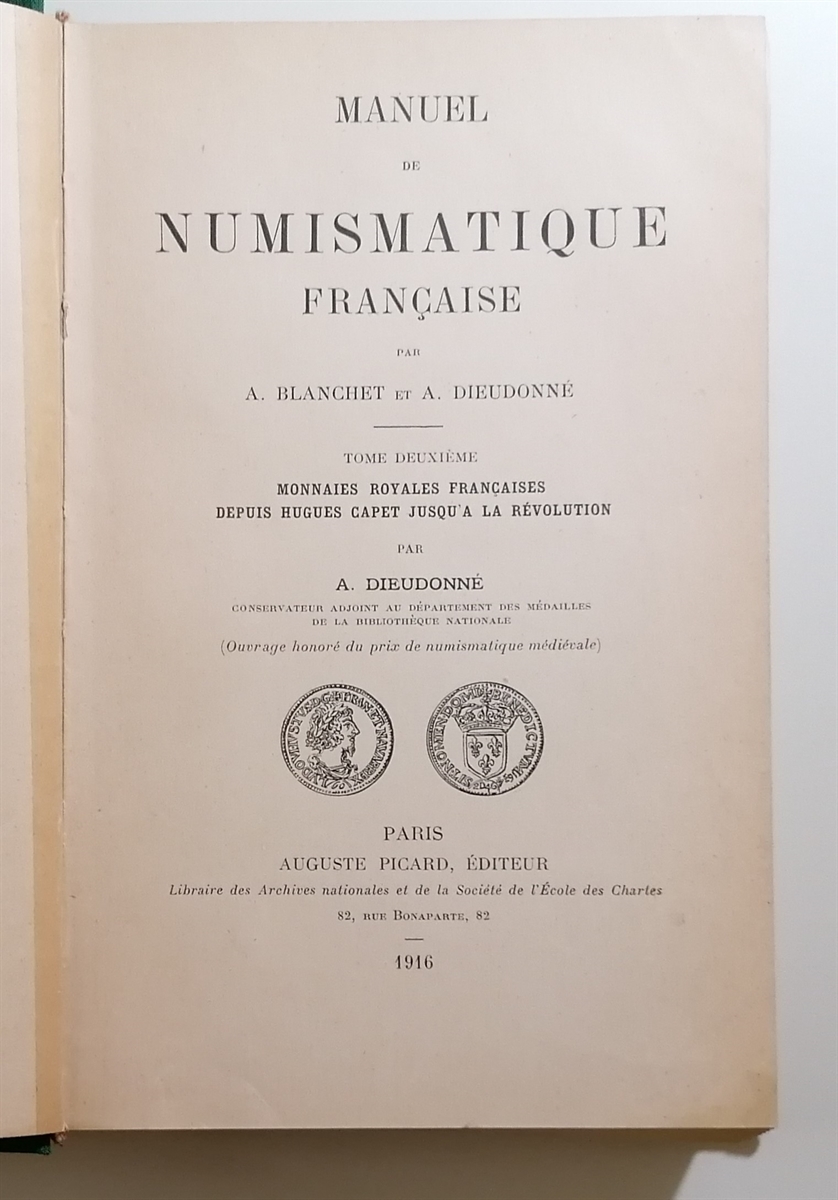 MANUEL
DE
NUMISMATIQUE
FRANÇAISE
PAR
A. BLANCHET ET A. DIEUDONNÉ
TOME DEUXIÈME
MONNAIES ROYALES FRANÇAISES
DEPUIS HUGUES CAPET JUSQU'A LA RÉVOLUTION
PAR
A. DIEUDONNÉ
CONSERVATEUR ADJOINT AU DÉPARTEMENT DES MÉDAILLES
DE LA BIBLIOTHÈQUE NATIONALE
(Ouvrage honoré du prix de numismatique médiévale)
PARIS
AUGUSTE PICARD, ÉDITEUR
Libraire des Archives nationales et de la Société de l'École des Chartes
82, RUE BONAPARTE, 82
1916